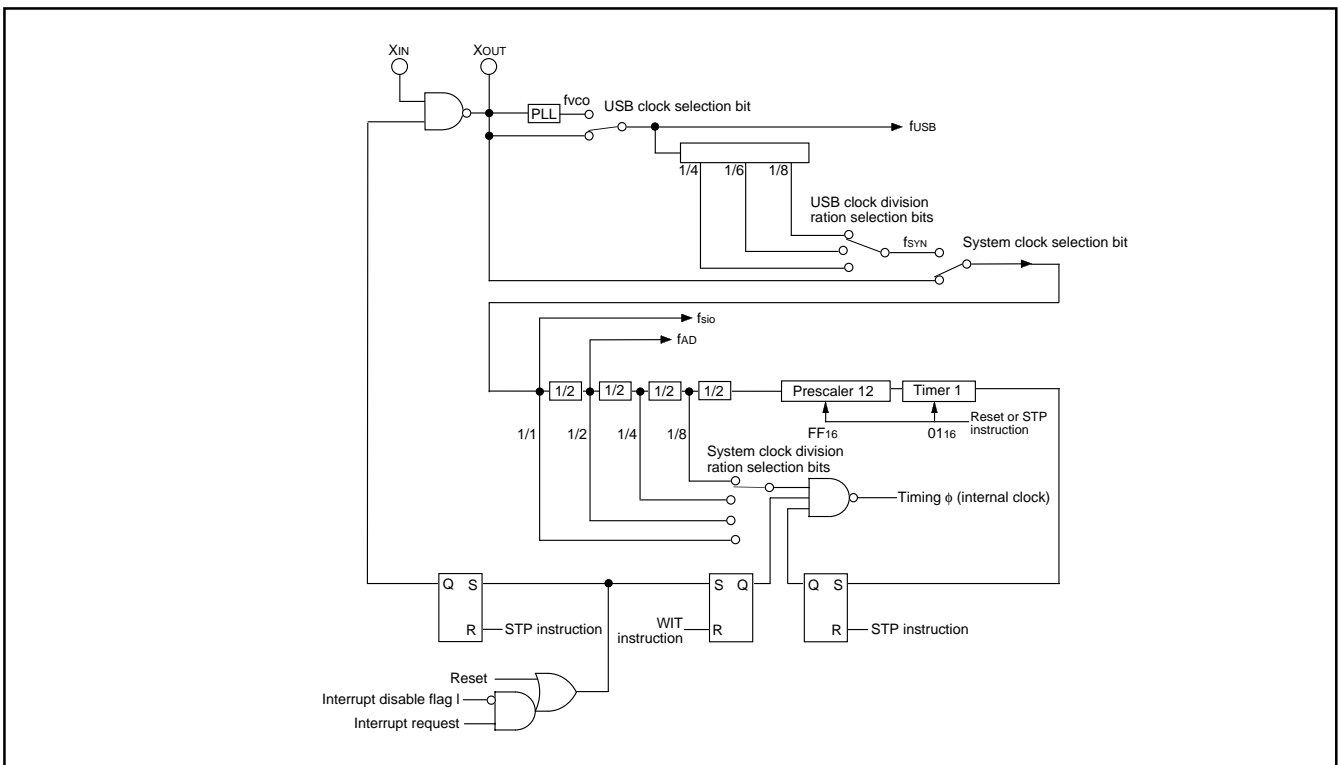 XIN
XOUT
PLL
fVCO
USB clock selection bit
fUSB
1/4
1/6
1/8
USB clock division
ration selection bits
fSYN
System clock selection bit
fsio
fAD
1/2
1/2
1/2
1/2
Prescaler 12
Timer 1
1/1
1/2
1/4
1/8
FF16
0116
Reset or STP
instruction
System clock division
ration selection bits
Timing ϕ (internal clock)
Q S
R
STP instruction
S Q
R
WIT
instruction
Q S
R
STP instruction
Reset
Interrupt disable flag I
Interrupt request